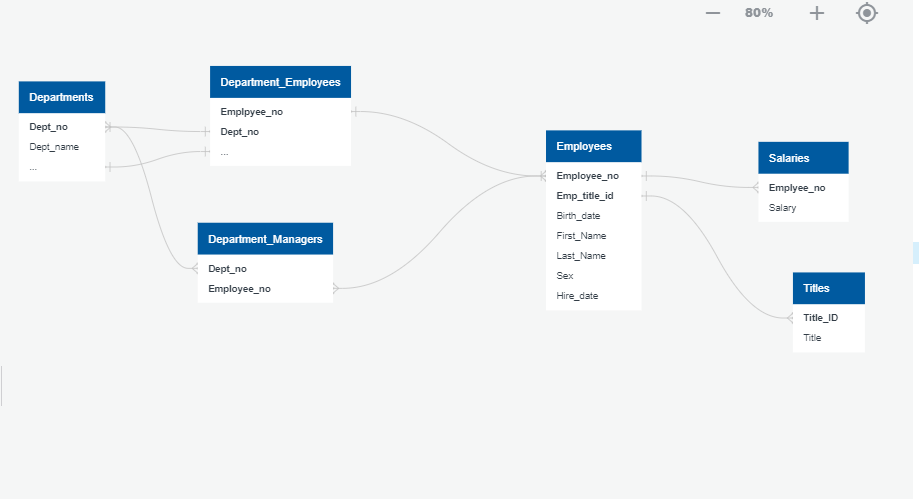 80%
Departments
Dept_no
Dept_name
...
Department_Employees
Emplpyee_no
Dept_no
...
Department_Managers
Dept_no
Employee_no
Employees
Employee_no
Emp_title_id
Birth_date
First_Name
Last_Name
Sex
Hire_date
Salaries
Emplyee_no
Salary
Titles
Title_ID
Title